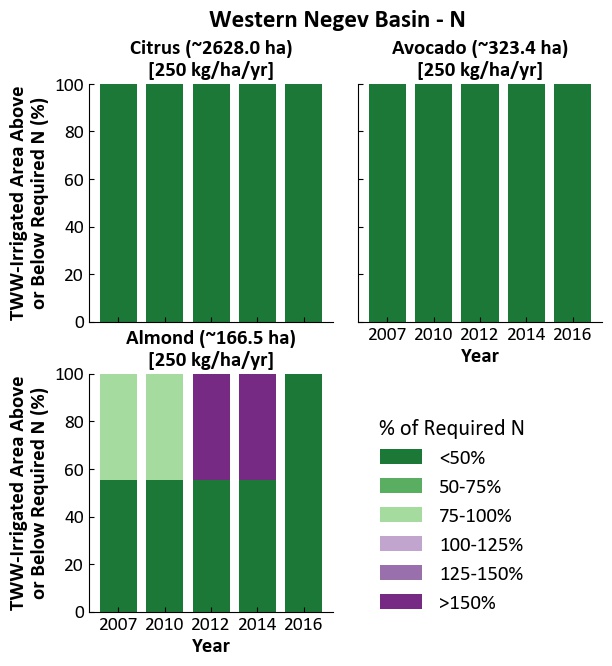 Western Negev Basin - N
Citrus (~2628.0 ha)
[250 kg/ha/yr]
Avocado (~323.4 ha)
[250 kg/ha/yr]
TWW-Irrigated Area Above
or Below Required N (%)
100
80
60
40
20
0
2007 2010 2012 2014 2016
Year
Almond (~166.5 ha)
[250 kg/ha/yr]
TWW-Irrigated Area Above
or Below Required N (%)
100
80
60
40
20
0
2007 2010 2012 2014 2016
Year
% of Required N
<50%
50-75%
75-100%
100-125%
125-150%
>150%